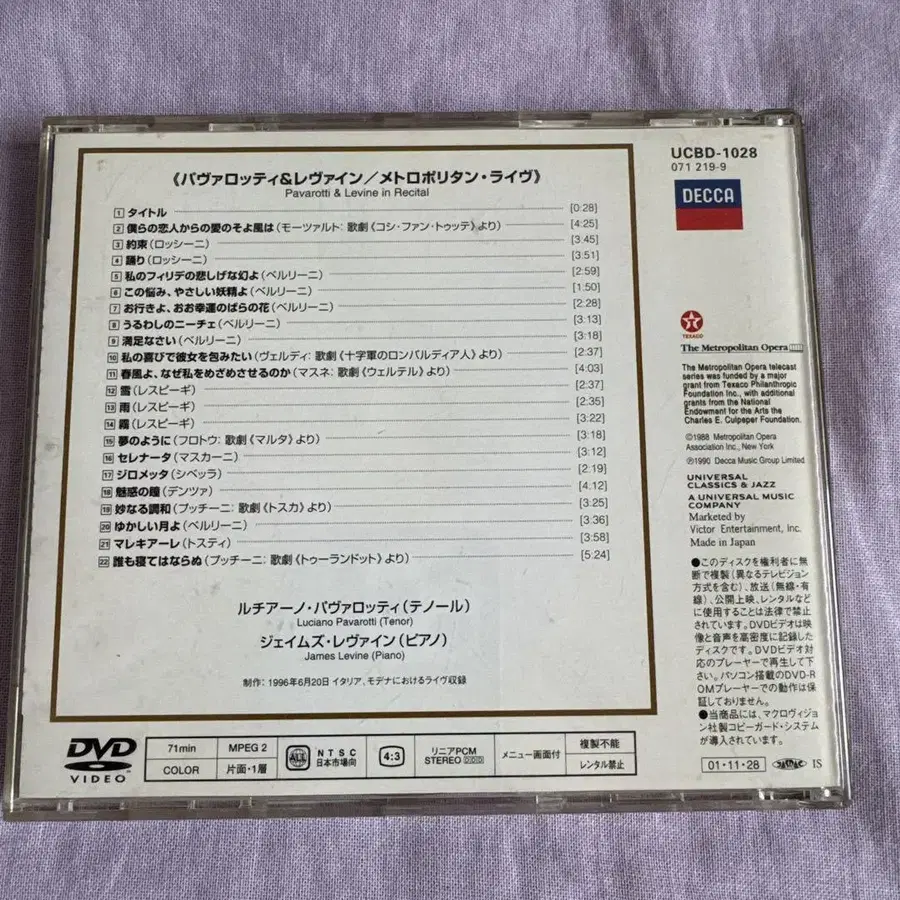 《パヴァロッティ&レヴァイン／メトロポリタン・ライヴ》
Pavarotti & Levine in Recital
1 タイトル [0:28]
2 僕らの恋人からの愛のそよ風は(モーツァルト: 歌劇《コシ・ファン・トゥッテ》より) [4:25]
3 約束(ロッシーニ) [3:45]
4 踊り(ロッシーニ) [3:51]
5 私のフィリデの悲しげな幻よ(ベルリーニ) [2:59]
6 この悩み、やさしい妖精よ(ベルリーニ) [1:50]
7 お行きよ、おお幸運のばらの花(ベルリーニ) [2:28]
8 うるわしのニーチェ(ベルリーニ) [3:13]
9 満足なさい(ベルリーニ) [3:18]
10 私の喜びで彼女を包みたい(ヴェルディ: 歌劇《十字軍のロンバルディア人》より) [2:37]
11 春風よ、なぜ私をめざめさせるのか(マスネ: 歌劇《ウェルテル》より) [4:03]
12 雪(レスピーギ) [2:37]
13 雨(レスピーギ) [2:35]
14 霧(レスピーギ) [3:22]
15 夢のように(フロトウ: 歌劇《マルタ》より) [3:18]
16 セレナータ(マスカーニ) [3:12]
17 ジロメッタ(シベッラ) [2:19]
18 魅惑の瞳(デンツァ) [4:12]
19 妙なる調和(プッチーニ: 歌劇《トスカ》より) [3:25]
20 ゆかしい月よ(ベルリーニ) [3:36]
21 マレキアーレ(トスティ) [3:58]
22 誰も寝てはならぬ(プッチーニ: 歌劇《トゥーランドット》より) [5:24]
ルチアーノ・パヴァロッティ(テノール)
Luciano Pavarotti (Tenor)
ジェイムズ・レヴァイン(ピアノ)
James Levine (Piano)
制作：1996年6月20日 イタリア、モデナにおけるライヴ収録
UCBD-1028
071 219-9
DECCA
TEXACO
The Metropolitan Opera
The Metropolitan Opera telecast
series was funded by a major
grant from Texaco Philanthropic
Foundation Inc., with additional
grants from the National
Endowment for the Arts the
Charles E. Culpeper Foundation.
©1988 Metropolitan Opera
Association Inc., New York
℗1990 Decca Music Group Limited
UNIVERSAL
CLASSICS & JAZZ
A UNIVERSAL MUSIC
COMPANY
Marketed by
Victor Entertainment, Inc.
Made in Japan
●このディスクを権利者に無
断で複製(異なるテレビジョン
方式を含む)、放送(無線・有
線)、公開上映、レンタルなど
に使用することは法律で禁止
されています。DVDビデオは映
像と音声を高密度に記録した
ディスクです。DVDビデオ対
応のプレーヤーで再生して下
さい。パソコン搭載のDVD-R
OMプレーヤーでの動作は保
証しておりません。
●当商品には、マクロヴィジョ
ン社製コピーガード・システム
が導入されています。
01・11・28 IS
DVD
VIDEO
71min
COLOR
MPEG 2
片面・1層
ALL
NTSC
日本市場向
4:3
リニアPCM
STEREO DDD
メニュー画面付
複製不能
レンタル禁止